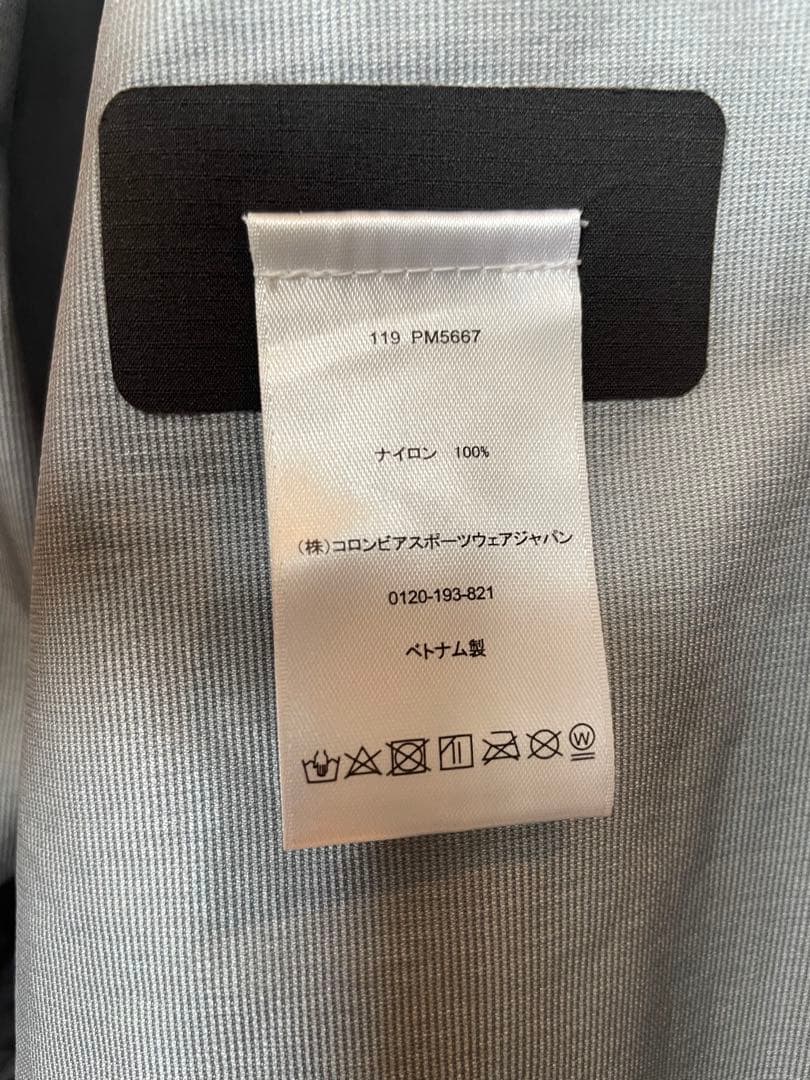 119 PM5667
ナイロン 100%
(株)コロンビアスポーツウェアジャパン
0120-193-821
ベトナム製
W